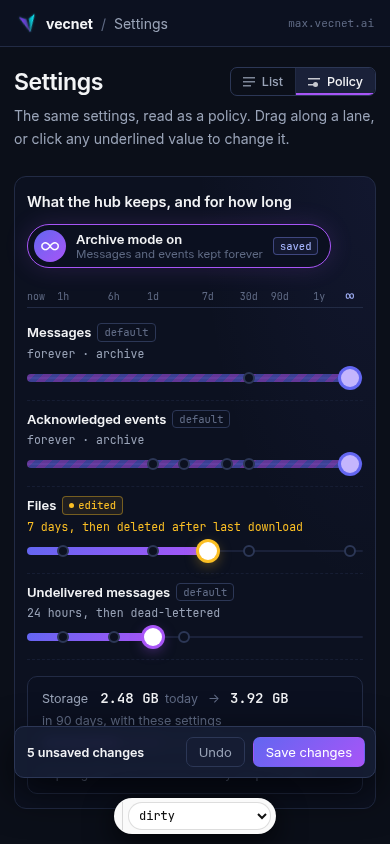 vecnet / Settings
max.vecnet.ai
Settings
List
Policy
The same settings, read as a policy. Drag along a lane,
or click any underlined value to change it.
What the hub keeps, and for how long
Archive mode on
Messages and events kept forever
saved
now 1h 6h 1d 7d 30d 90d 1y ∞
Messages default
forever · archive
Acknowledged events default
forever · archive
Files edited
7 days, then deleted after last download
Undelivered messages default
24 hours, then dead-lettered
Storage 2.48 GB today → 3.92 GB
in 90 days, with these settings
5 unsaved changes
Undo
Save changes
dirty